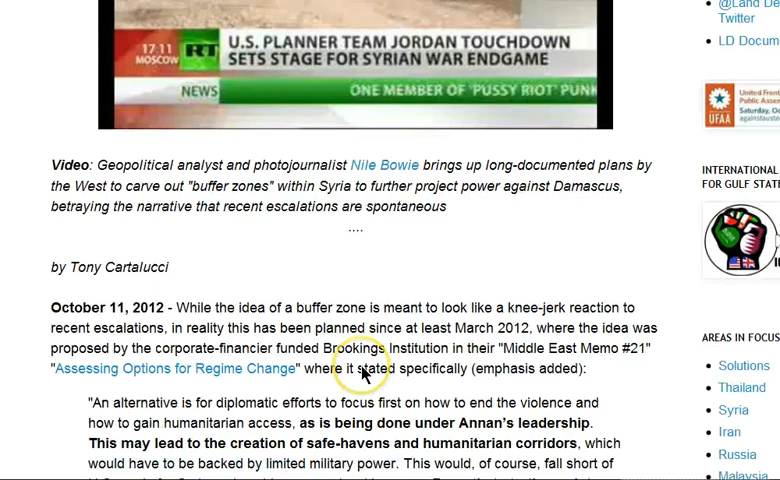 @Land De
Twitter
LD Docum
17:11
MOSCOW
RT
U.S. PLANNER TEAM JORDAN TOUCHDOWN
SETS STAGE FOR SYRIAN WAR ENDGAME
NEWS
ONE MEMBER OF 'PUSSY RIOT' PUNK
Video: Geopolitical analyst and photojournalist Nile Bowie brings up long-documented plans by
the West to carve out "buffer zones" within Syria to further project power against Damascus,
betraying the narrative that recent escalations are spontaneous
....
by Tony Cartalucci
October 11, 2012 - While the idea of a buffer zone is meant to look like a knee-jerk reaction to
recent escalations, in reality this has been planned since at least March 2012, where the idea was
proposed by the corporate-financier funded Brookings Institution in their "Middle East Memo #21"
"Assessing Options for Regime Change" where it stated specifically (emphasis added):
"An alternative is for diplomatic efforts to focus first on how to end the violence and
how to gain humanitarian access, as is being done under Annan's leadership.
This may lead to the creation of safe-havens and humanitarian corridors, which
would have to be backed by limited military power. This would, of course, fall short of
UFAA
United Front
Public Assem
Saturday, Oc
againstauste
INTERNATIONAL
FOR GULF STATE
AREAS IN FOCUS
Solutions
Thailand
Syria
Iran
Russia
Malaysia